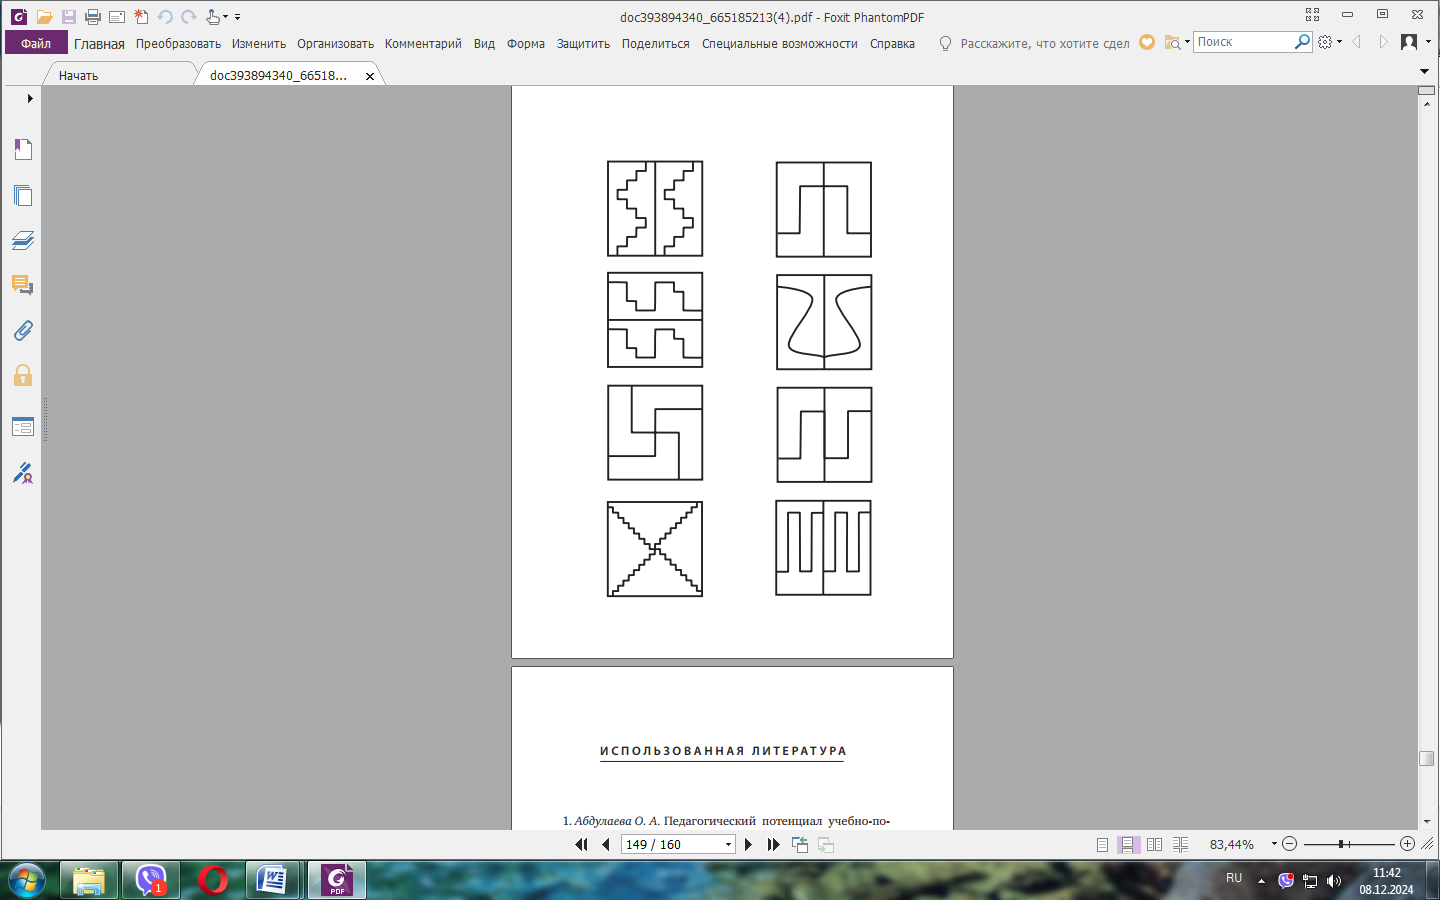 doc393894340_665185213(4).pdf - Foxit PhantomPDF
Файл Главная Преобразовать Изменить Организовать Комментарий Вид Форма Защитить Поделиться Специальные возможности Справка Расскажите, что хотите сдел Поиск
Начать doc393894340_66518...
ИСПОЛЬЗОВАННАЯ ЛИТЕРАТУРА
1. Абдулаева О. А. Педагогический потенциал учебно-по-
149 / 160 83,44%
1 W PDF RU 11:42
08.12.2024